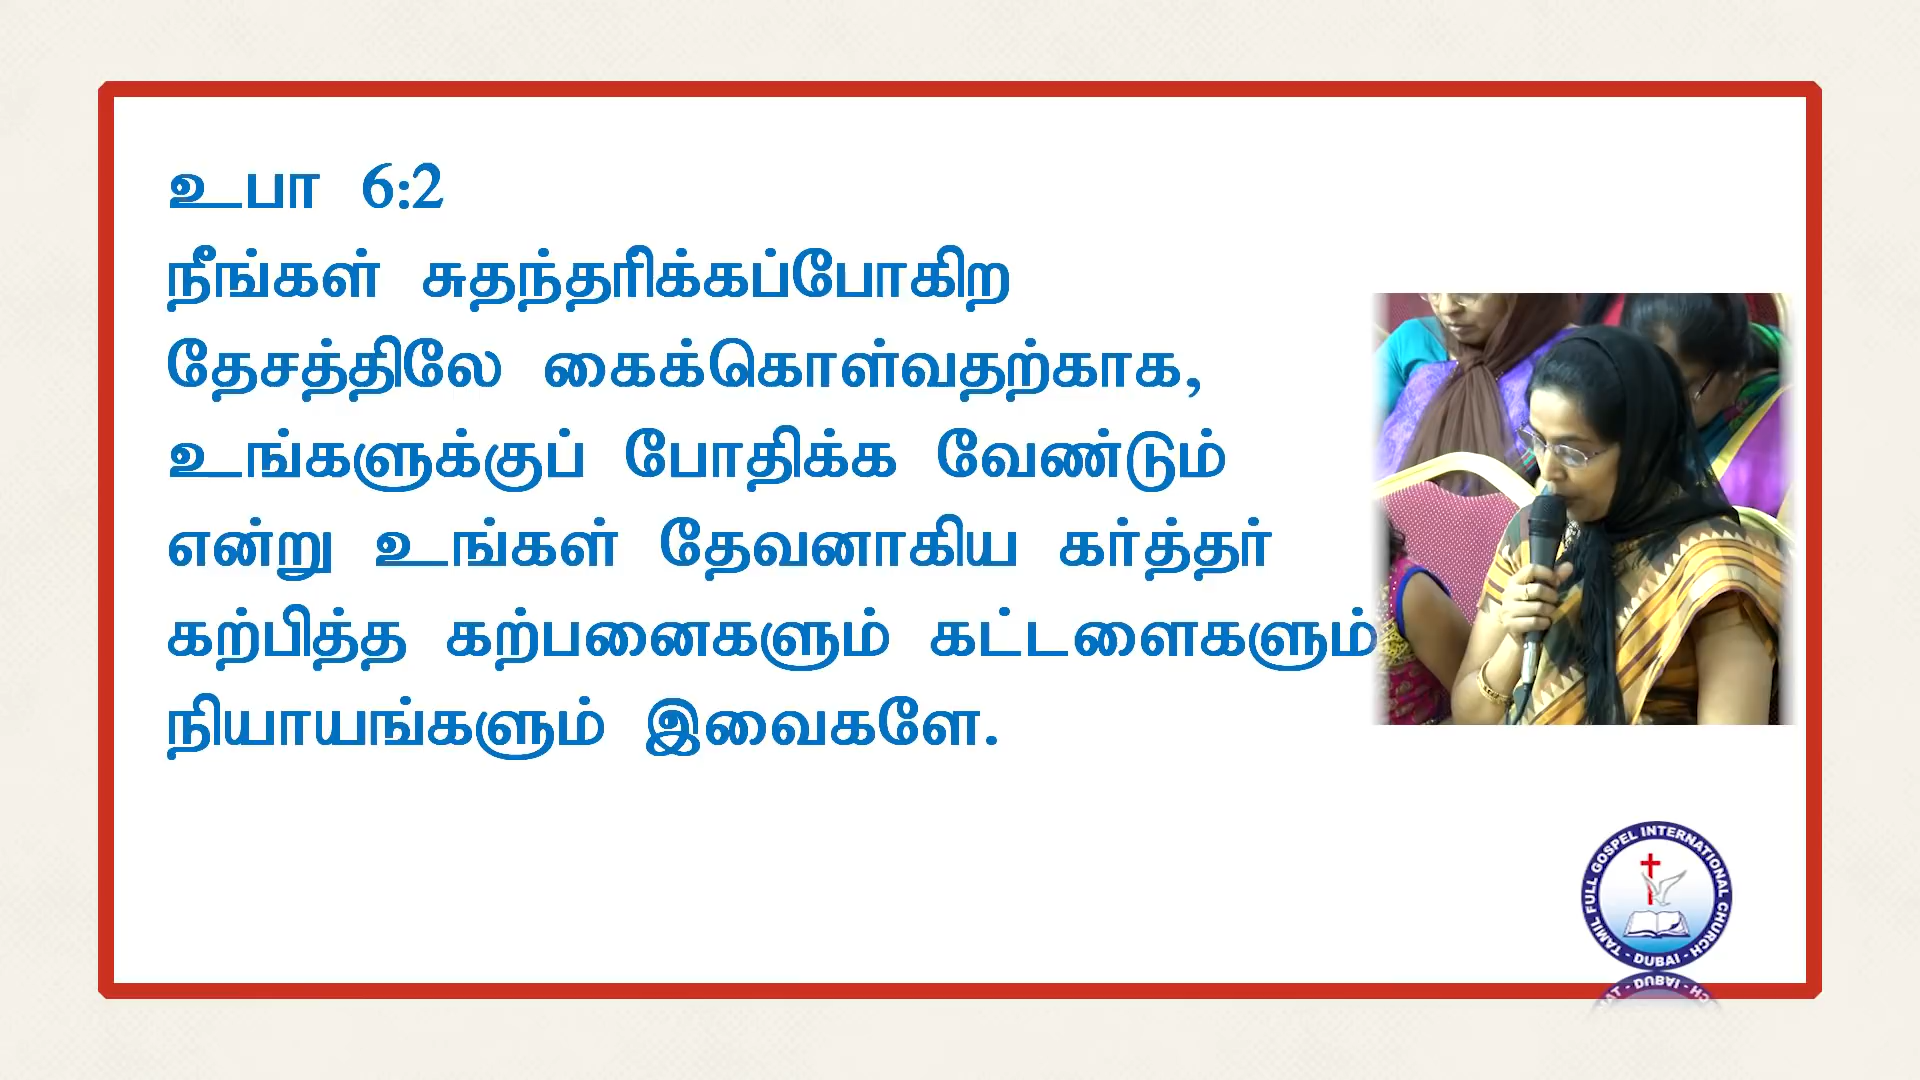 உபா 6:2
நீங்கள் சுதந்தரிக்கப்போகிற
தேசத்திலே கைக்கொள்வதற்காக,
உங்களுக்குப் போதிக்க வேண்டும்
என்று உங்கள் தேவனாகிய கர்த்தர்
கற்பித்த கற்பனைகளும் கட்டளைகளும்
நியாயங்களும் இவைகளே.
TAMIL FULL GOSPEL INTERNATIONAL CHURCH - DUBAI -